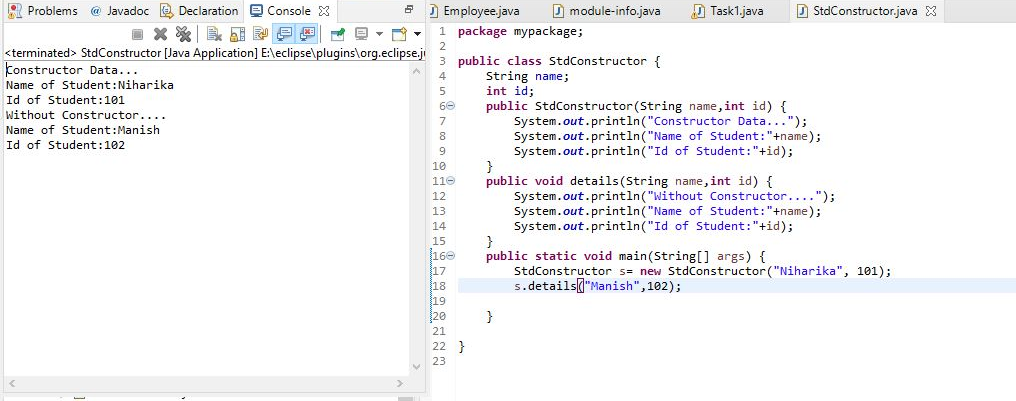 Problems @ Javadoc Declaration Console
<terminated> StdConstructor [Java Application] E:\eclipse\plugins\org.eclipse.ju
Constructor Data...
Name of Student:Niharika
Id of Student:101
Without Constructor....
Name of Student:Manish
Id of Student:102
Employee.java module-info.java Task1.java StdConstructor.java
1 package mypackage;
2
3 public class StdConstructor {
4 String name;
5 int id;
6 public StdConstructor(String name,int id) {
7 System.out.println("Constructor Data...");
8 System.out.println("Name of Student:"+name);
9 System.out.println("Id of Student:"+id);
10 }
11 public void details(String name,int id) {
12 System.out.println("Without Constructor....");
13 System.out.println("Name of Student:"+name);
14 System.out.println("Id of Student:"+id);
15 }
16 public static void main(String[] args) {
17 StdConstructor s= new StdConstructor("Niharika", 101);
18 s.details("Manish",102);
19
20 }
21
22 }
23